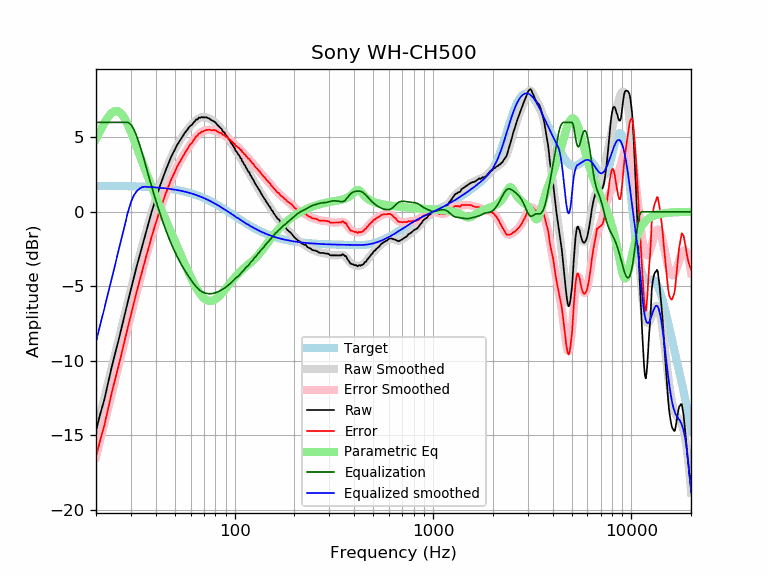 Sony WH-CH500
Amplitude (dBr)
5
0
−5
−10
−15
−20
Target
Raw Smoothed
Error Smoothed
Raw
Error
Parametric Eq
Equalization
Equalized smoothed
100
1000
10000
Frequency (Hz)